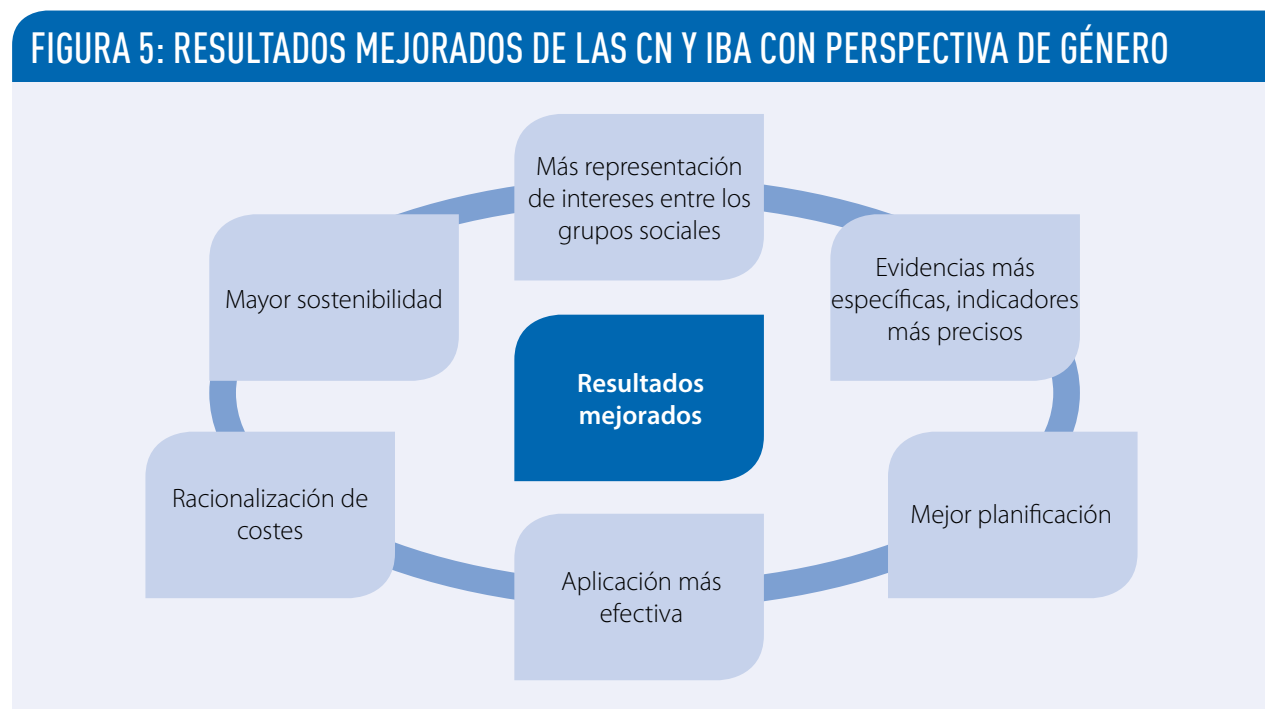 FIGURA 5: RESULTADOS MEJORADOS DE LAS CN Y IBA CON PERSPECTIVA DE GÉNERO
Más representación
de intereses entre los
grupos sociales
Evidencias más
específicas, indicadores
más precisos
Mejor planificación
Aplicación más
efectiva
Racionalización de
costes
Mayor sostenibilidad
Resultados
mejorados